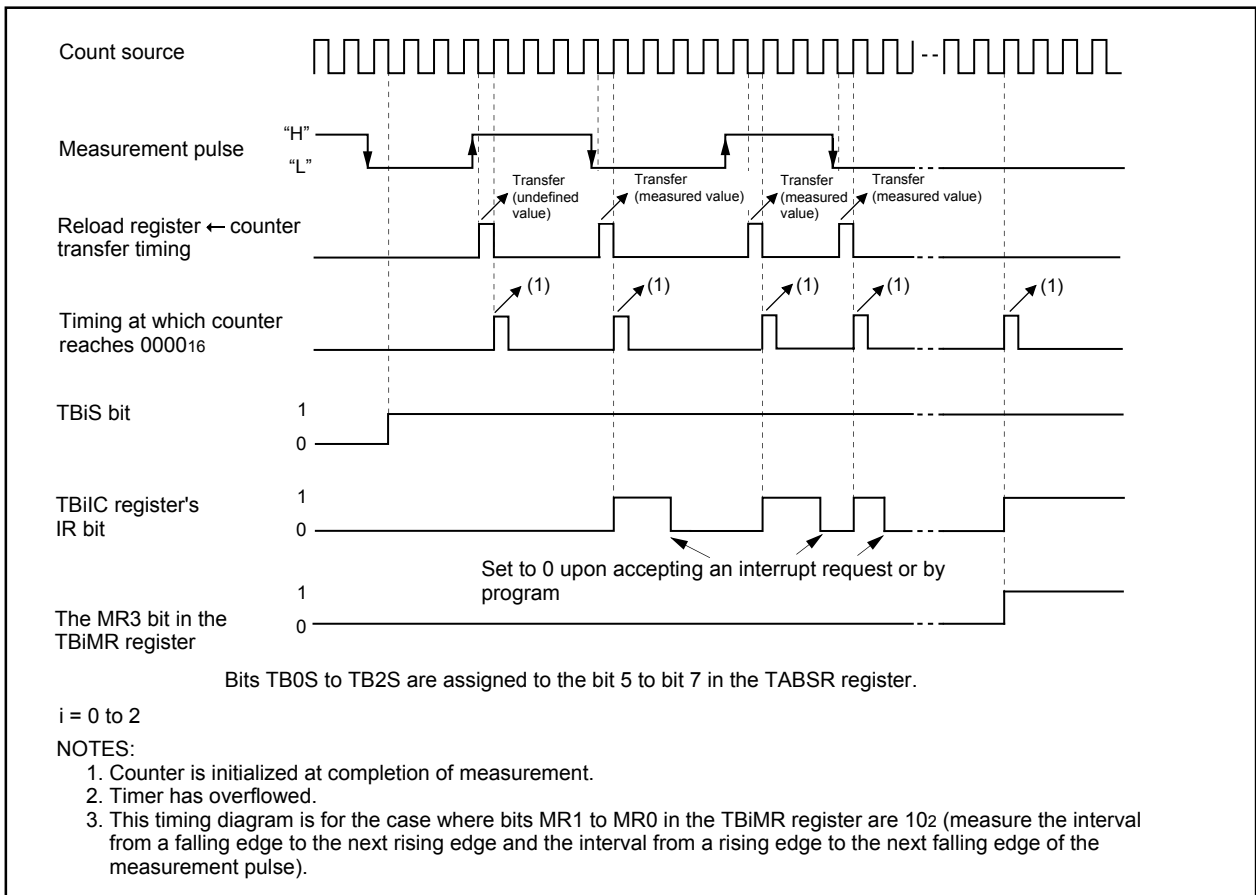 Count source
Measurement pulse
“H”
“L”
Transfer
(undefined
value)
Transfer
(measured value)
Transfer
(measured
value)
Transfer
(measured value)
Reload register ← counter
transfer timing
(1)
(1)
(1)
(1)
(1)
Timing at which counter
reaches 000016
TBiS bit
1
0
TBiIC register's
IR bit
1
0
Set to 0 upon accepting an interrupt request or by
program
The MR3 bit in the
TBiMR register
1
0
Bits TB0S to TB2S are assigned to the bit 5 to bit 7 in the TABSR register.
i = 0 to 2
NOTES:
1. Counter is initialized at completion of measurement.
2. Timer has overflowed.
3. This timing diagram is for the case where bits MR1 to MR0 in the TBiMR register are 102 (measure the interval
from a falling edge to the next rising edge and the interval from a rising edge to the next falling edge of the
measurement pulse).